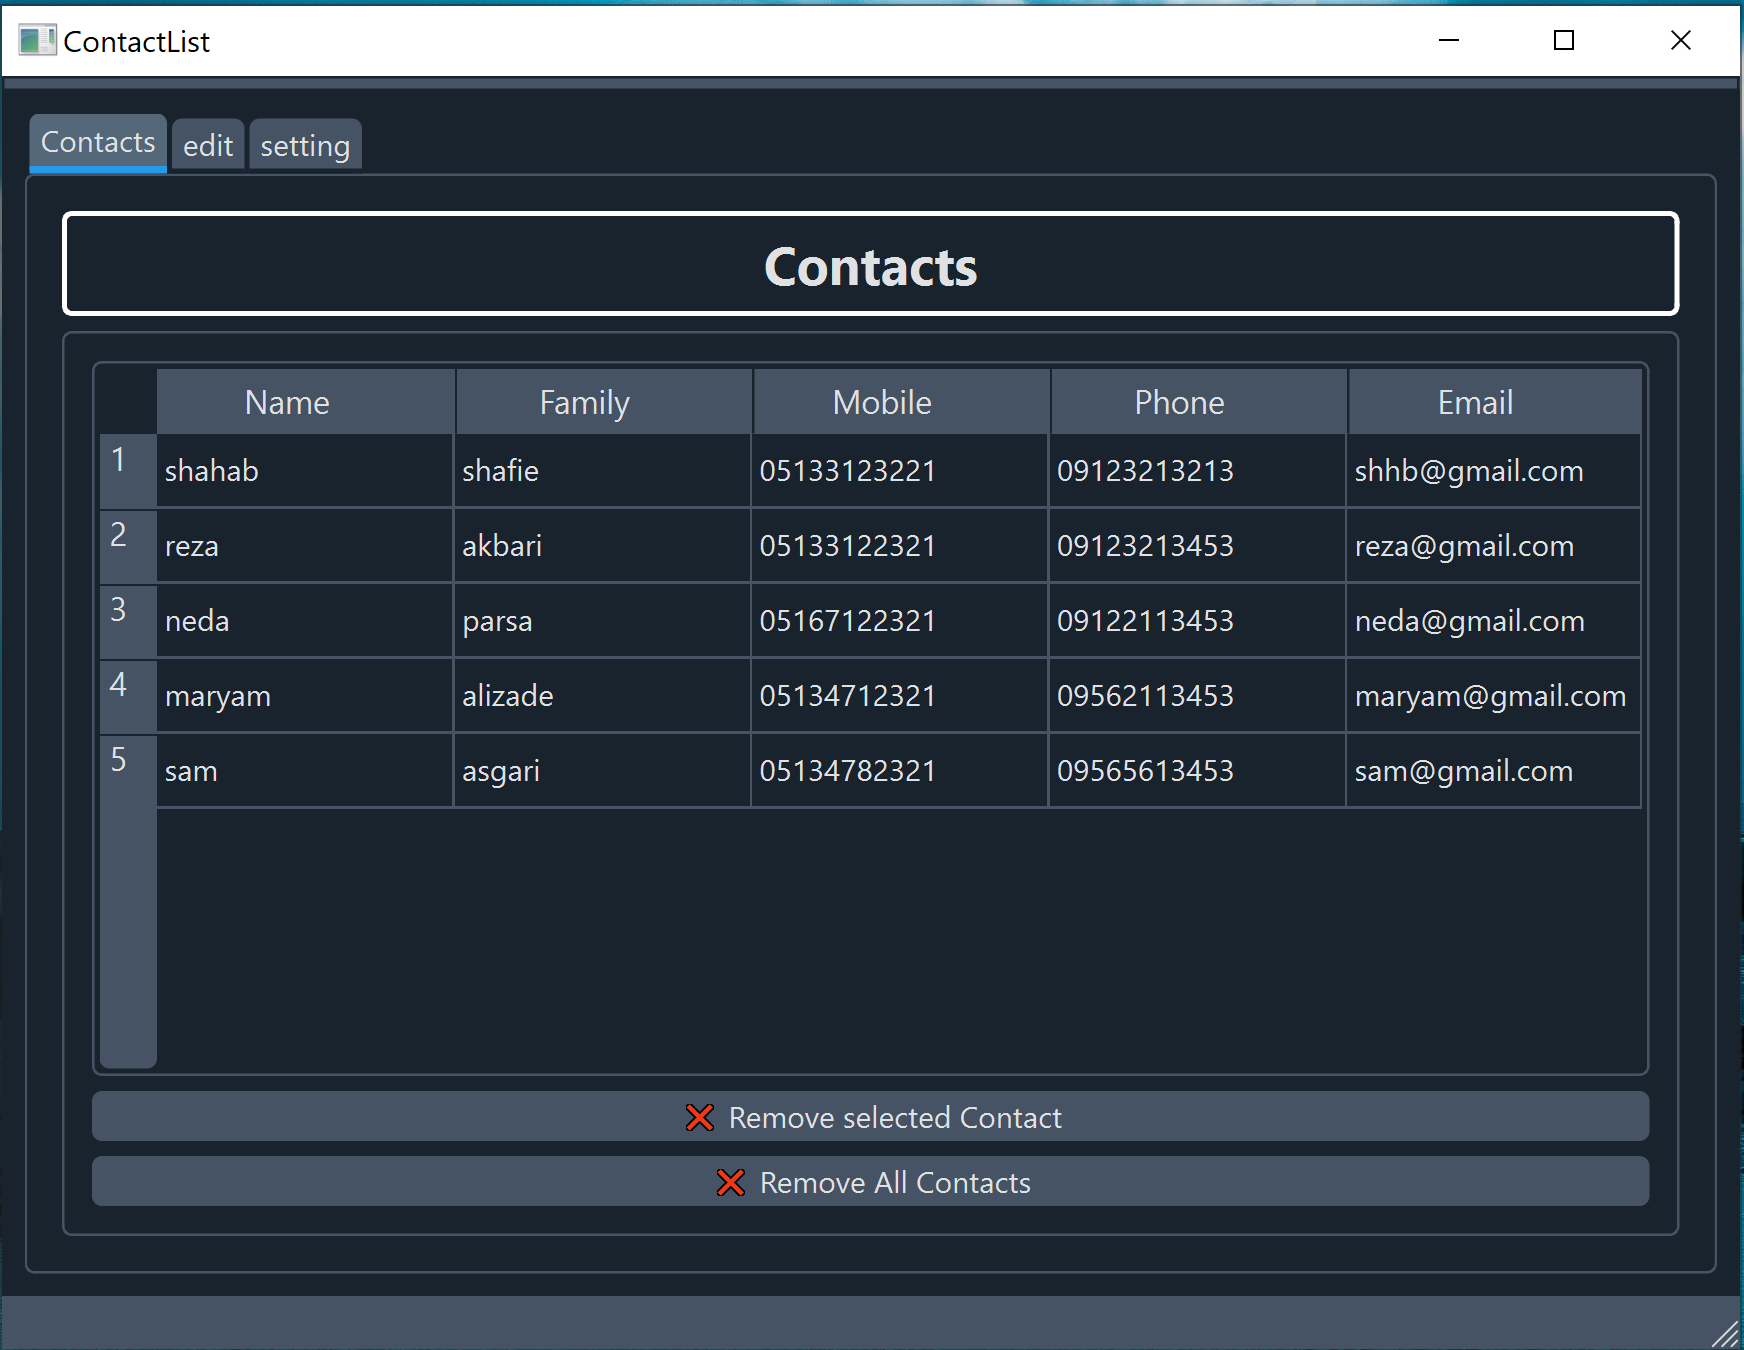 ContactList
Contacts edit setting
Contacts
Name Family Mobile Phone Email
1 shahab shafie 05133123221 09123213213 shhb@gmail.com
2 reza akbari 05133122321 09123213453 reza@gmail.com
3 neda parsa 05167122321 09122113453 neda@gmail.com
4 maryam alizade 05134712321 09562113453 maryam@gmail.com
5 sam asgari 05134782321 09565613453 sam@gmail.com
Remove selected Contact
Remove All Contacts